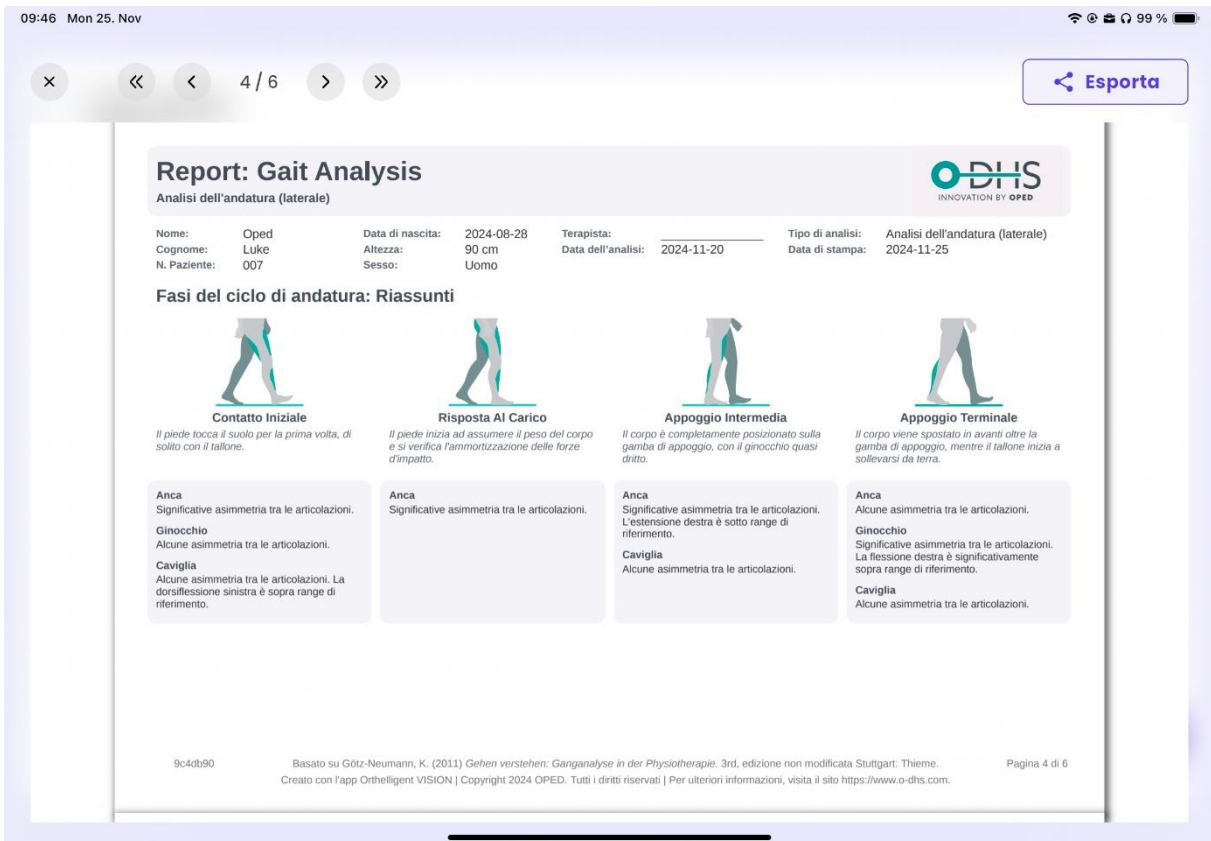 09:46 Mon 25. Nov
99 %
4 / 6
Esporta
Report: Gait Analysis
Analisi dell'andatura (laterale)
O-DHS
INNOVATION BY OPED
Nome: Oped Data di nascita: 2024-08-28 Terapista: Tipo di analisi: Analisi dell'andatura (laterale)
Cognome: Luke Altezza: 90 cm Data dell'analisi: 2024-11-20 Data di stampa: 2024-11-25
N. Paziente: 007 Sesso: Uomo
Fasi del ciclo di andatura: Riassunti
Contatto Iniziale
Il piede tocca il suolo per la prima volta, di
solito con il tallone.
Anca
Significative asimmetria tra le articolazioni.
Ginocchio
Alcune asimmetria tra le articolazioni.
Caviglia
Alcune asimmetria tra le articolazioni. La
dorsiflessione sinistra è sopra range di
riferimento.
Risposta Al Carico
Il piede inizia ad assumere il peso del corpo
e si verifica l'ammortizzazione delle forze
d'impatto.
Anca
Significative asimmetria tra le articolazioni.
Appoggio Intermedia
Il corpo è completamente posizionato sulla
gamba di appoggio, con il ginocchio quasi
dritto.
Anca
Significative asimmetria tra le articolazioni.
L'estensione destra è sotto range di
riferimento.
Caviglia
Alcune asimmetria tra le articolazioni.
Appoggio Terminale
Il corpo viene spostato in avanti oltre la
gamba di appoggio, mentre il tallone inizia a
sollevarsi da terra.
Anca
Alcune asimmetria tra le articolazioni.
Ginocchio
Significative asimmetria tra le articolazioni.
La flessione destra è significativamente
sopra range di riferimento.
Caviglia
Alcune asimmetria tra le articolazioni.
9c4db90
Basato su Götz-Neumann, K. (2011) Gehen verstehen: Ganganalyse in der Physiotherapie. 3rd, edizione non modificata Stuttgart: Thieme.
Creato con l'app Orthelligent VISION | Copyright 2024 OPED. Tutti i diritti riservati | Per ulteriori informazioni, visita il sito https://www.o-dhs.com.
Pagina 4 di 6